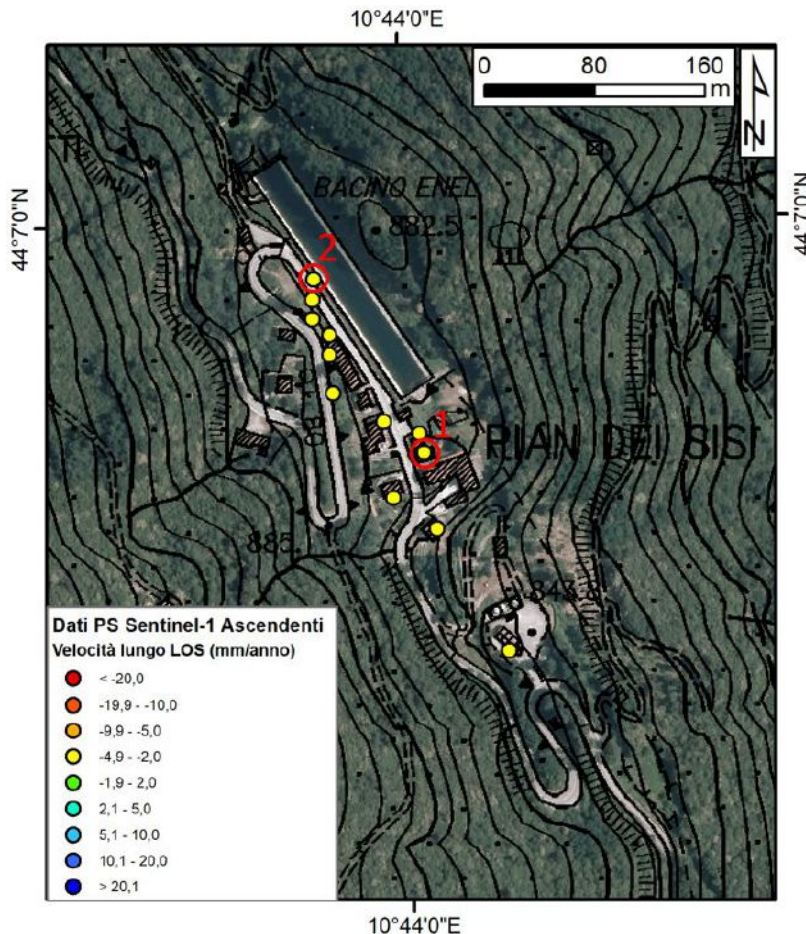 10°44'0"E
0 80 160
m
N
44°7'0"N
44°7'0"N
BACINO ENEL
882.5
2
1
PIAN DEI SISI
885.
843.8
Dati PS Sentinel-1 Ascendenti
Velocità lungo LOS (mm/anno)
< -20,0
-19,9 - -10,0
-9,9 - -5,0
-4,9 - -2,0
-1,9 - 2,0
2,1 - 5,0
5,1 - 10,0
10,1 - 20,0
> 20,1
10°44'0"E